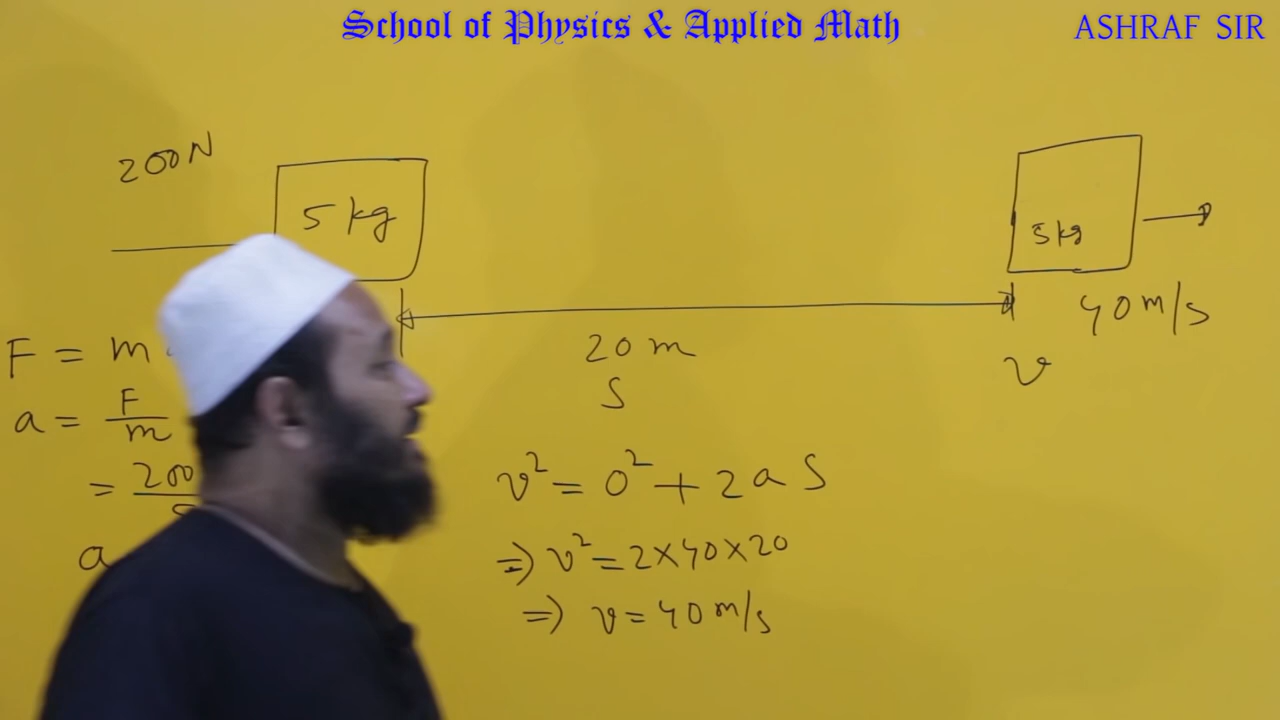 School of Physics & Applied Math
ASHRAF SIR
200N
5 kg
5kg
40 m/s
20 m
S
v
F = m
a = F/m
= 200
a
v² = 0² + 2 a S
⇒ v² = 2×40×20
⇒ v = 40 m/s